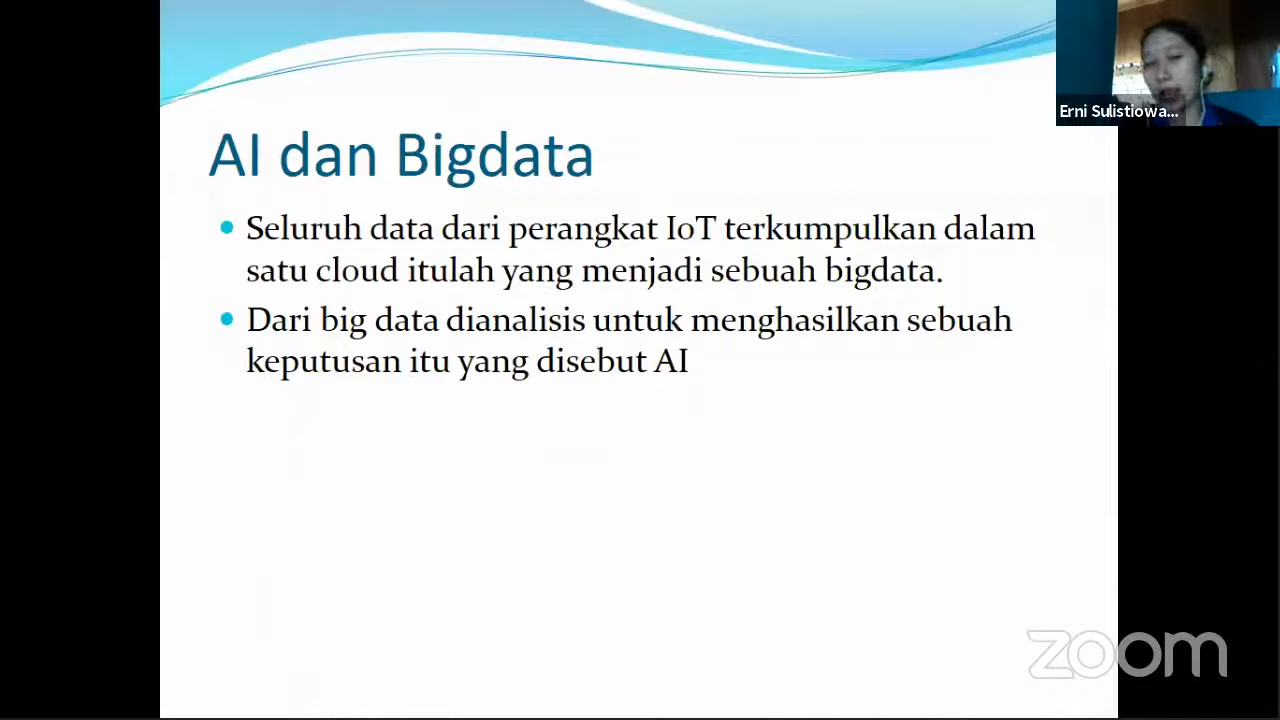 Erni Sulistiowa...
AI dan Bigdata
Seluruh data dari perangkat IoT terkumpulkan dalam
satu cloud itulah yang menjadi sebuah bigdata.
Dari big data dianalisis untuk menghasilkan sebuah
keputusan itu yang disebut AI
zoom